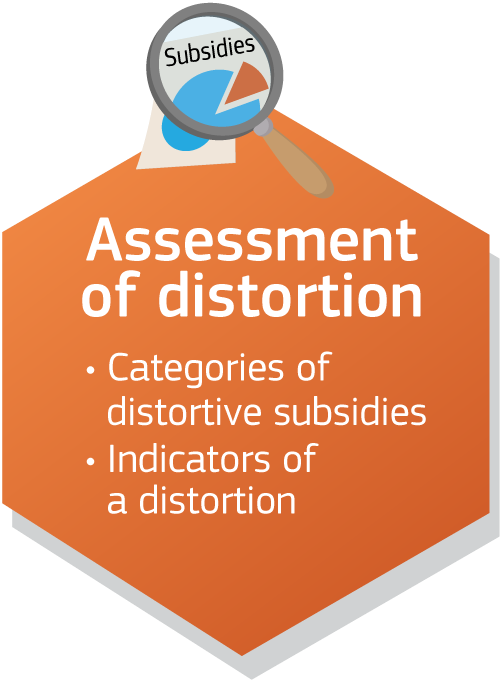 Subsidies
Assessment
of distortion
• Categories of
distortive subsidies
• Indicators of
a distortion